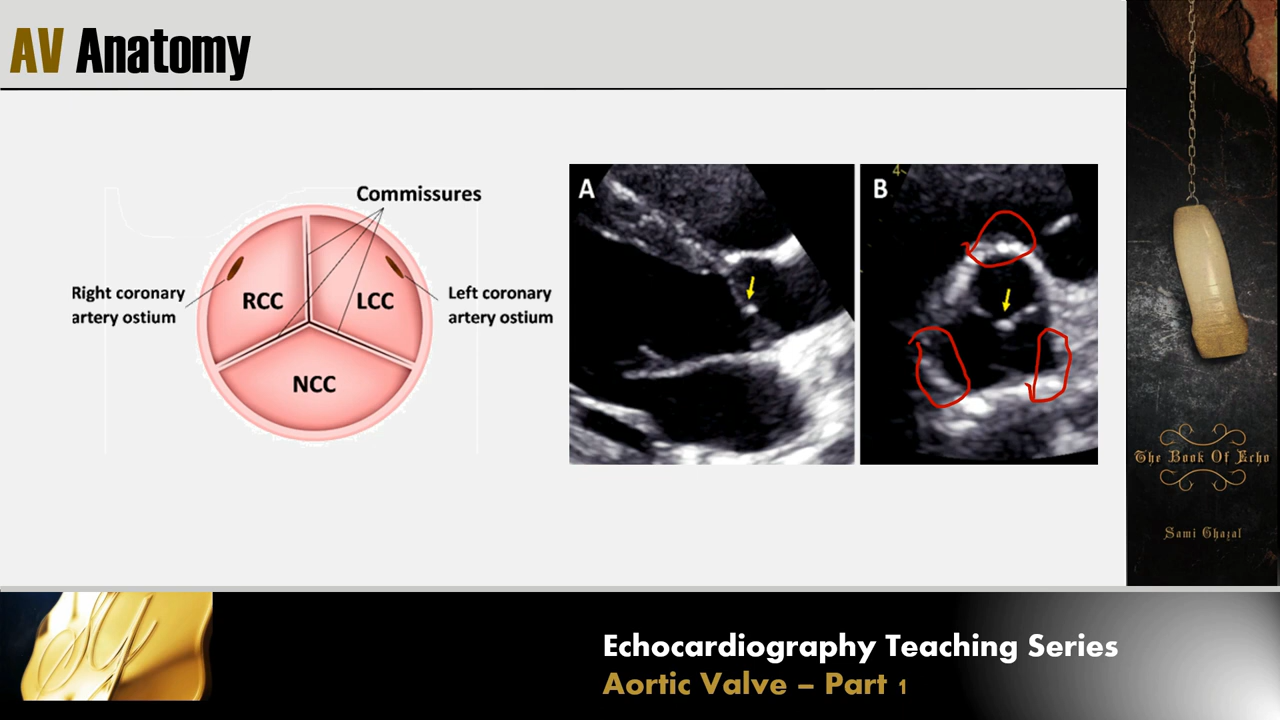 AV Anatomy
Commissures
Right coronary
artery ostium
RCC
LCC
Left coronary
artery ostium
NCC
A
B
4
The Book Of Echo
Sami Ghazal
Echocardiography Teaching Series
Aortic Valve – Part 1